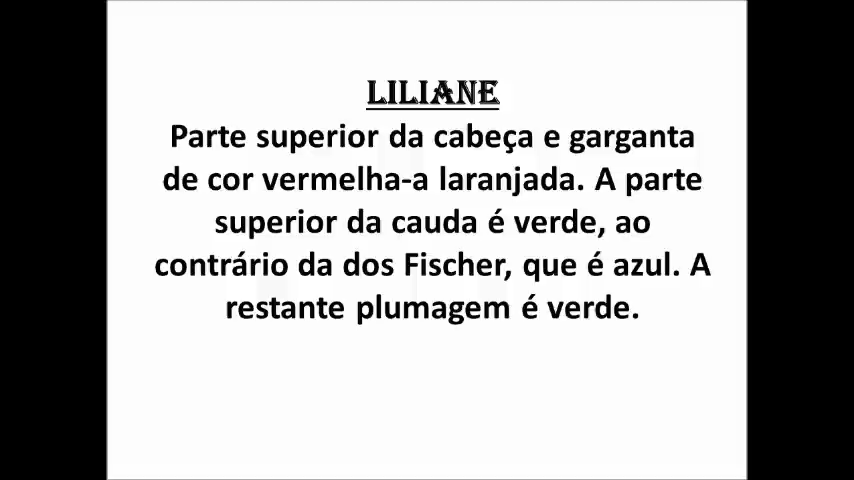 LILIANE
Parte superior da cabeça e garganta
de cor vermelha-a laranjada. A parte
superior da cauda é verde, ao
contrário da dos Fischer, que é azul. A
restante plumagem é verde.